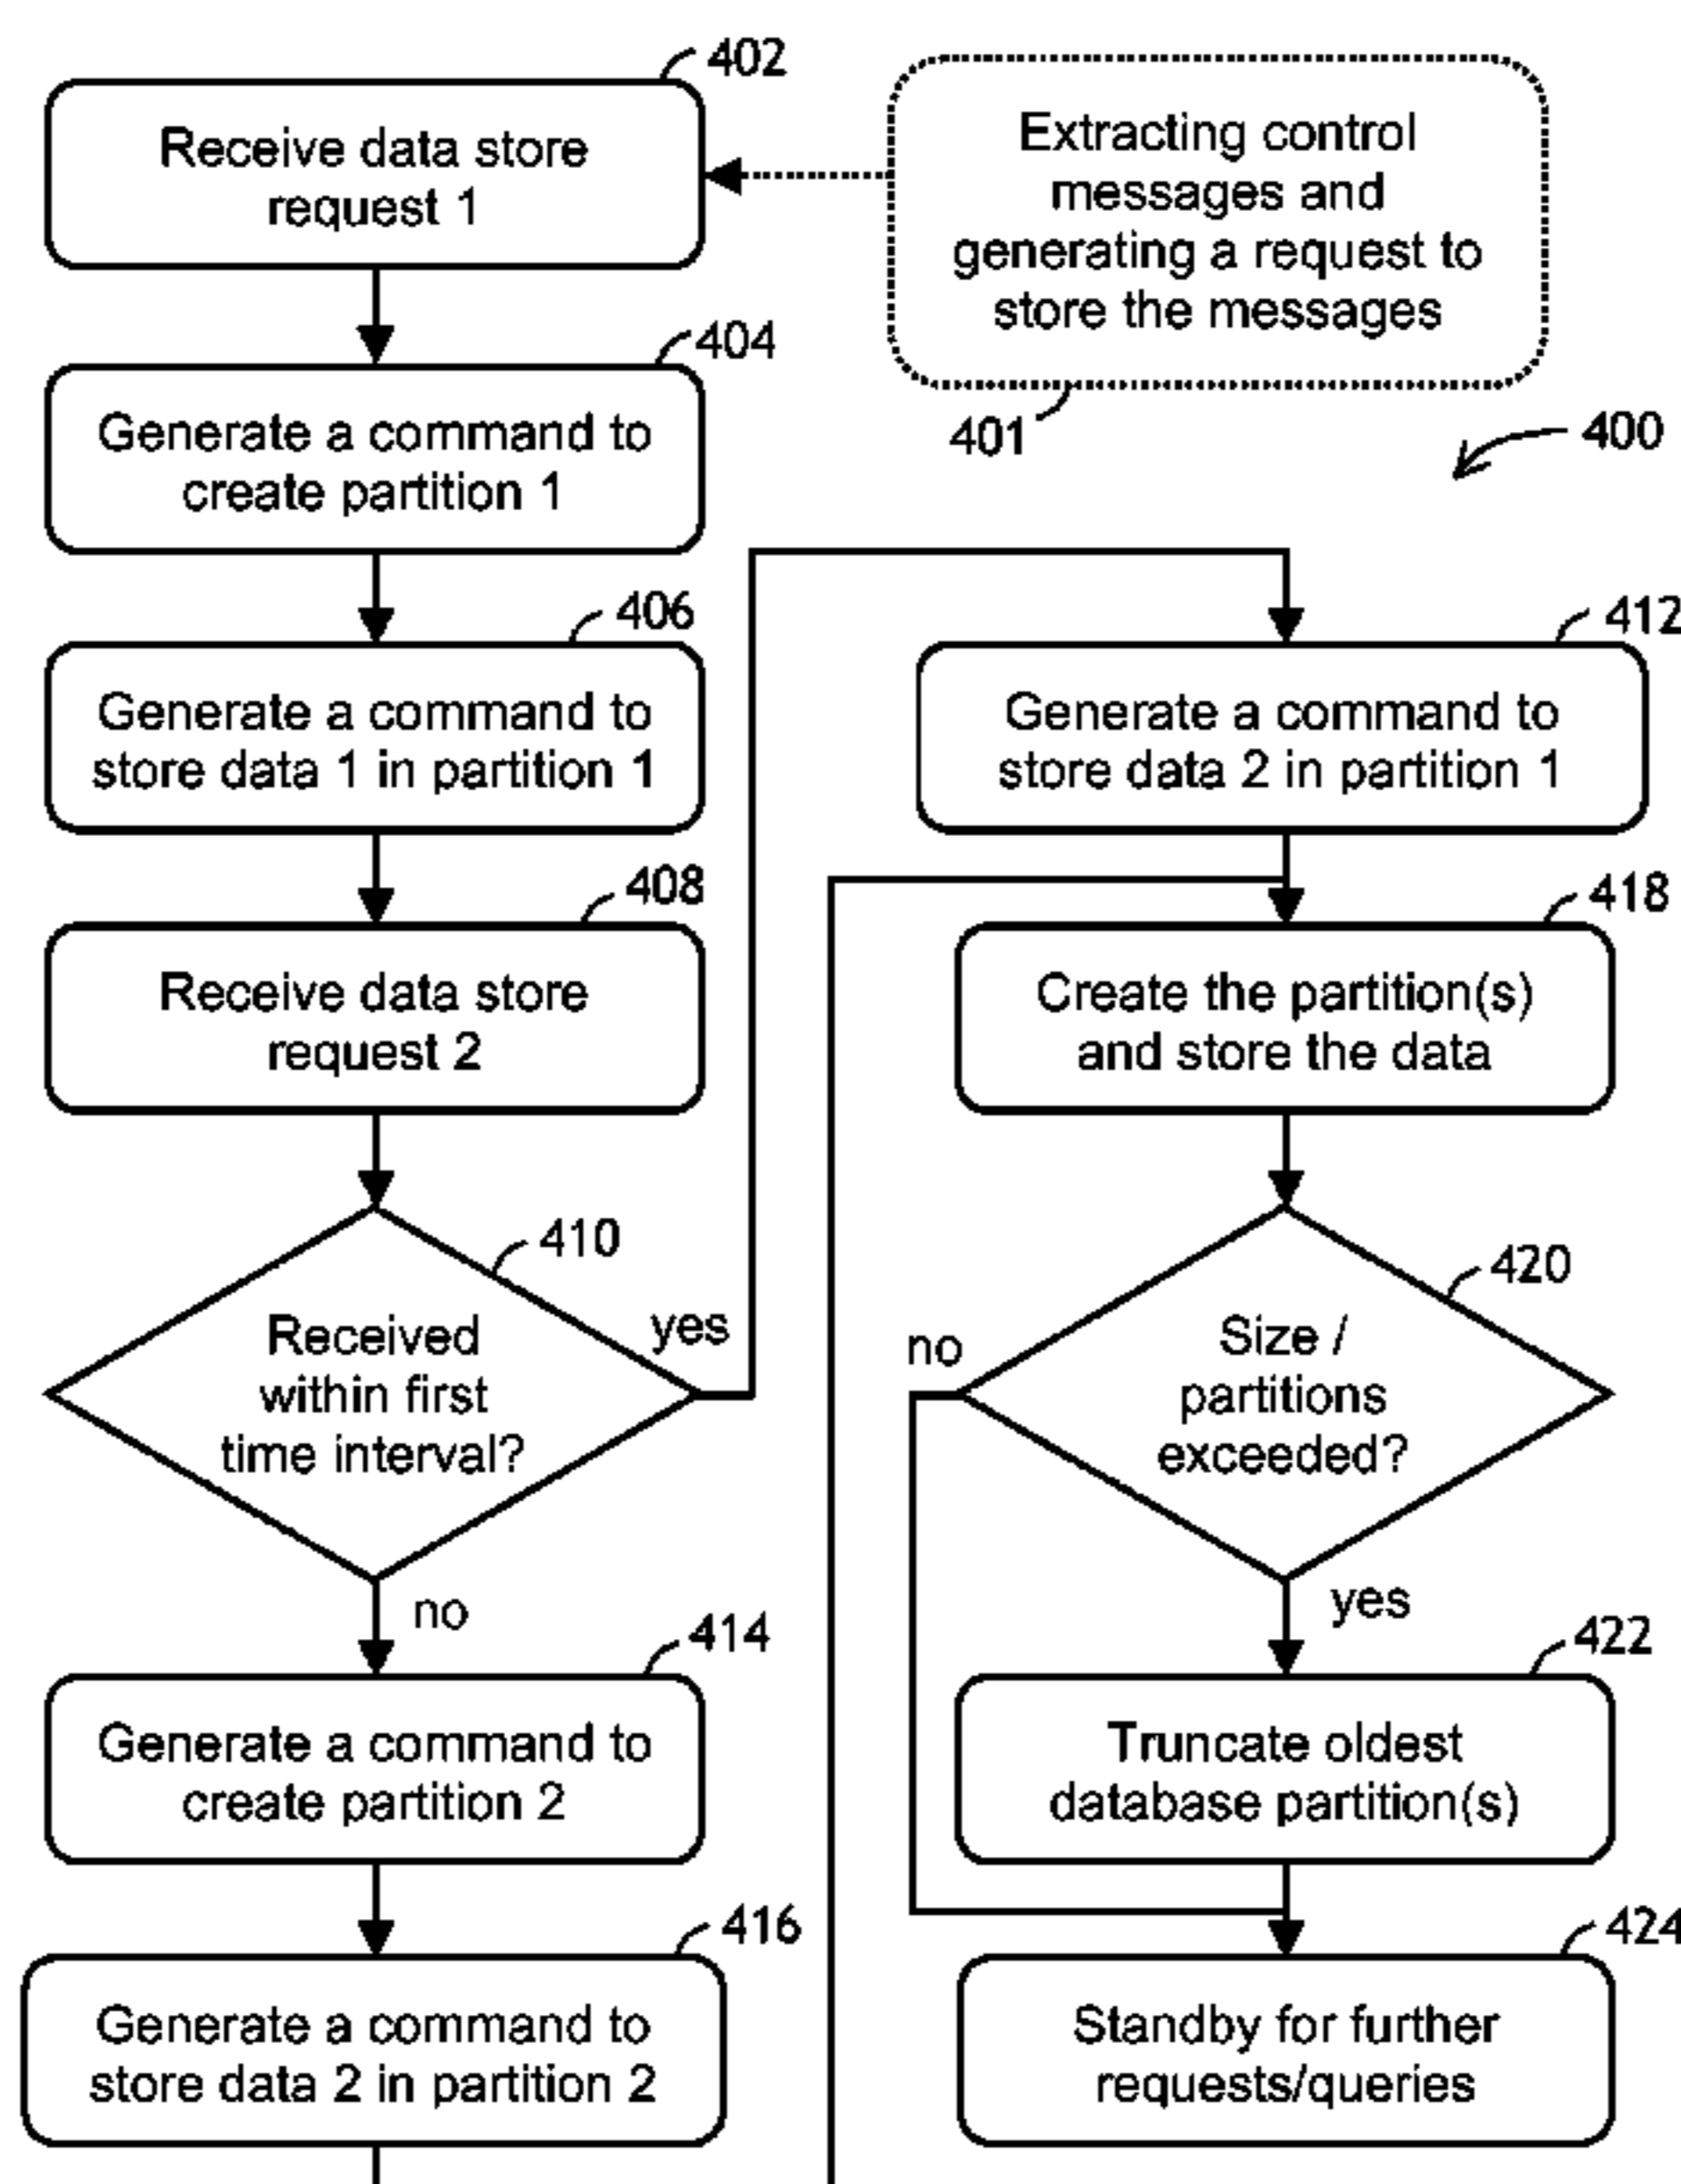 402
Receive data store
request 1
Extracting control
messages and
generating a request to
store the messages
401
400
404
Generate a command to
create partition 1
406
Generate a command to
store data 1 in partition 1
408
Receive data store
request 2
410
Received
within first
time interval?
yes
no
414
Generate a command to
create partition 2
416
Generate a command to
store data 2 in partition 2
412
Generate a command to
store data 2 in partition 1
418
Create the partition(s)
and store the data
420
Size /
partitions
exceeded?
no
yes
422
Truncate oldest
database partition(s)
424
Standby for further
requests/queries